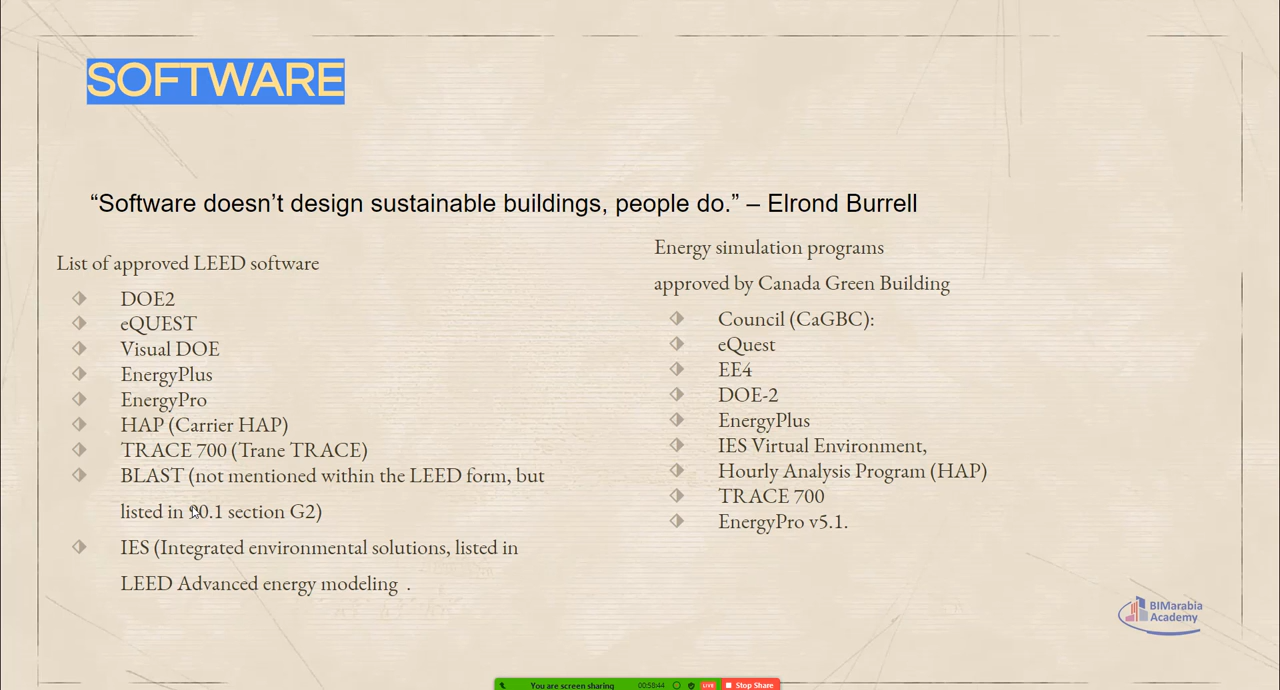 SOFTWARE
“Software doesn’t design sustainable buildings, people do.” – Elrond Burrell
List of approved LEED software
DOE2
eQUEST
Visual DOE
EnergyPlus
EnergyPro
HAP (Carrier HAP)
TRACE 700 (Trane TRACE)
BLAST (not mentioned within the LEED form, but
listed in 90.1 section G2)
IES (Integrated environmental solutions, listed in
LEED Advanced energy modeling .
Energy simulation programs
approved by Canada Green Building
Council (CaGBC):
eQuest
EE4
DOE-2
EnergyPlus
IES Virtual Environment,
Hourly Analysis Program (HAP)
TRACE 700
EnergyPro v5.1.
BIMarabia
Academy
You are screen sharing 00:58:44 LIVE Stop Share